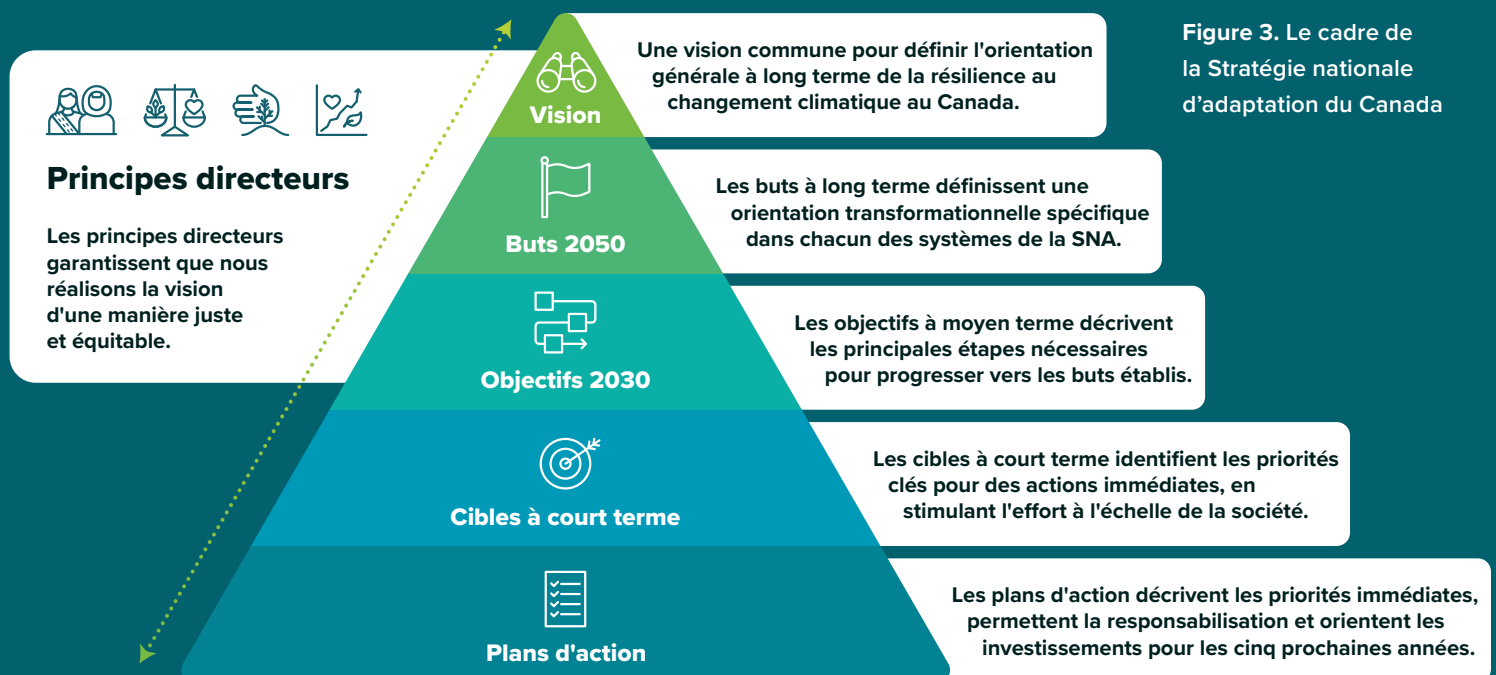 Figure 3. Le cadre de
la Stratégie nationale
d’adaptation du Canada
Principes directeurs
Les principes directeurs
garantissent que nous
réalisons la vision
d'une manière juste
et équitable.
Vision
Une vision commune pour définir l'orientation
générale à long terme de la résilience au
changement climatique au Canada.
Buts 2050
Les buts à long terme définissent une
orientation transformationnelle spécifique
dans chacun des systèmes de la SNA.
Objectifs 2030
Les objectifs à moyen terme décrivent
les principales étapes nécessaires
pour progresser vers les buts établis.
Cibles à court terme
Les cibles à court terme identifient les priorités
clés pour des actions immédiates, en
stimulant l'effort à l'échelle de la société.
Plans d'action
Les plans d'action décrivent les priorités immédiates,
permettent la responsabilisation et orientent les
investissements pour les cinq prochaines années.